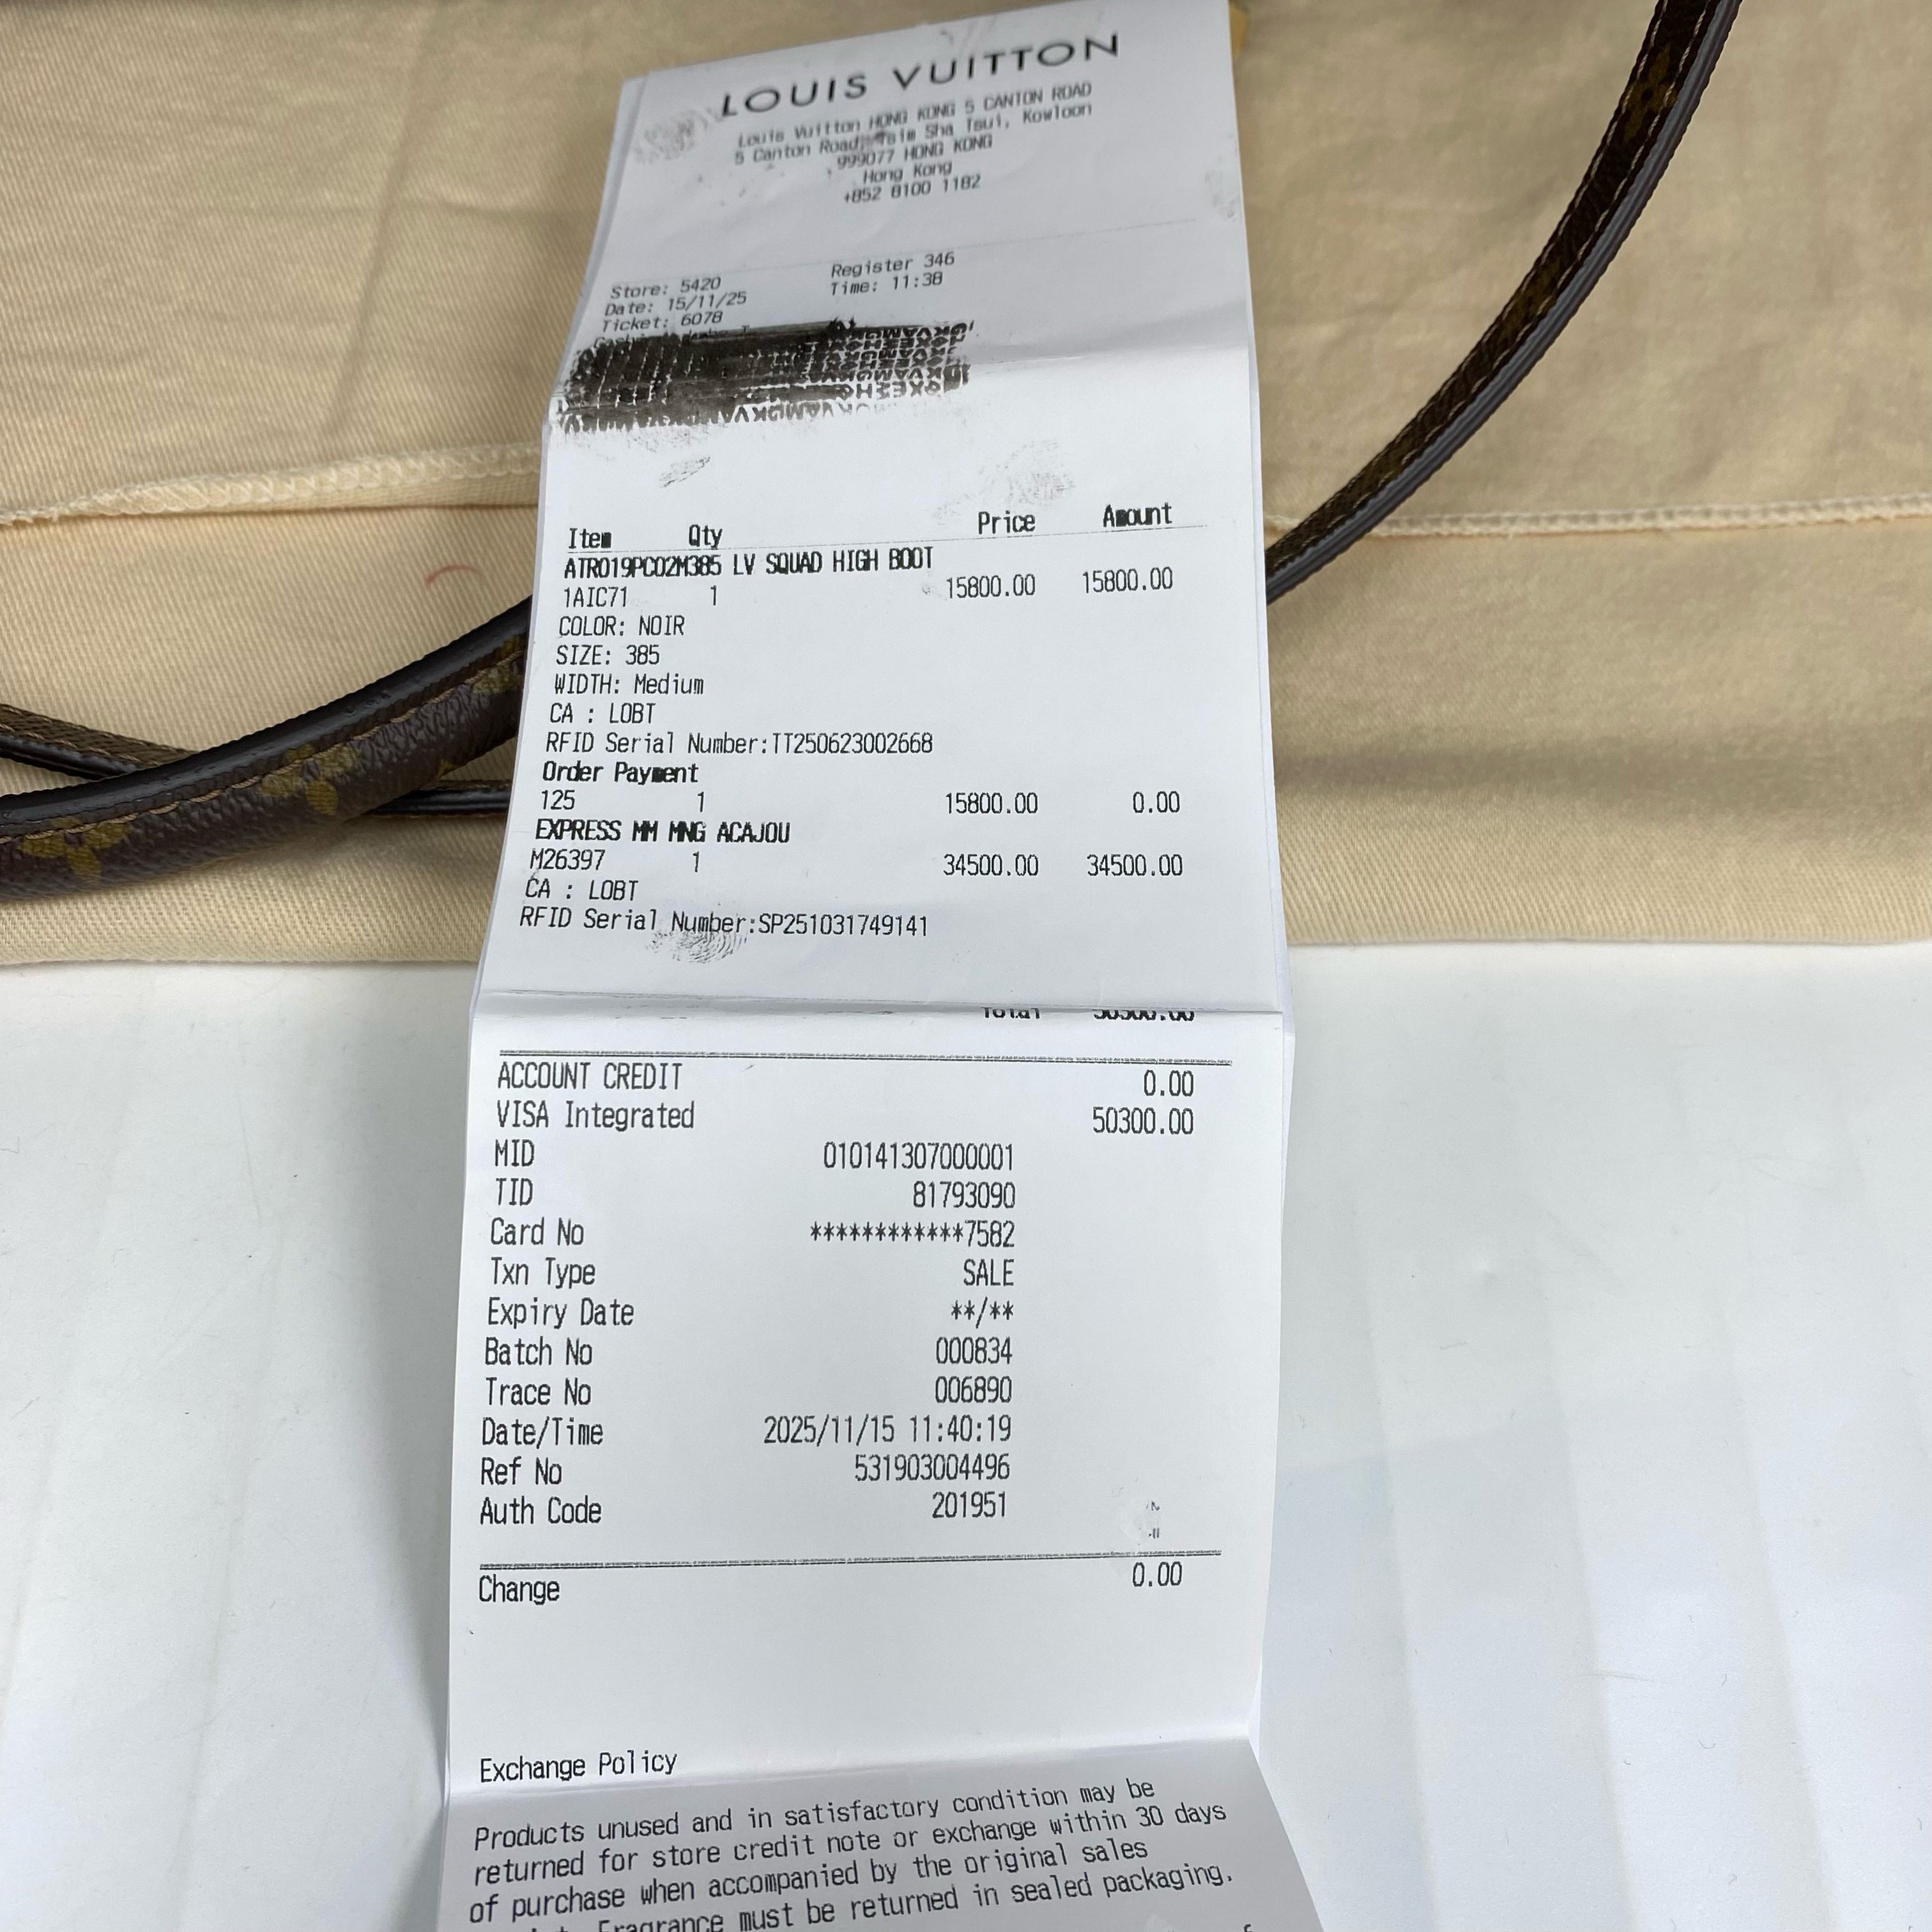 LOUIS VUITTON
Louis Vuitton HONG KONG 5 CANTON ROAD
5 Canton Road, Tsim Sha Tsui, Kowloon
999077 HONG KONG
Hong Kong
+852 8100 1182
Store: 5420 Register 346
Date: 15/11/25 Time: 11:38
Ticket: 6078
Item Qty Price Amount
ATR019PC02M385 LV SQUAD HIGH BOOT
1AIC71 1 15800.00 15800.00
COLOR: NOIR
SIZE: 385
WIDTH: Medium
CA : LOBT
RFID Serial Number:TT250623002668
Order Payment
125 1 15800.00 0.00
EXPRESS MM MNG ACAJOU
M26397 1 34500.00 34500.00
CA : LOBT
RFID Serial Number:SP251031749141
Total 50300.00
ACCOUNT CREDIT 0.00
VISA Integrated 50300.00
MID 010141307000001
TID 81793090
Card No ************7582
Txn Type SALE
Expiry Date **/**
Batch No 000834
Trace No 006890
Date/Time 2025/11/15 11:40:19
Ref No 531903004496
Auth Code 201951
Change 0.00
Exchange Policy
Products unused and in satisfactory condition may be
returned for store credit note or exchange within 30 days
of purchase when accompanied by the original sales
Fragrance must be returned in sealed packaging.